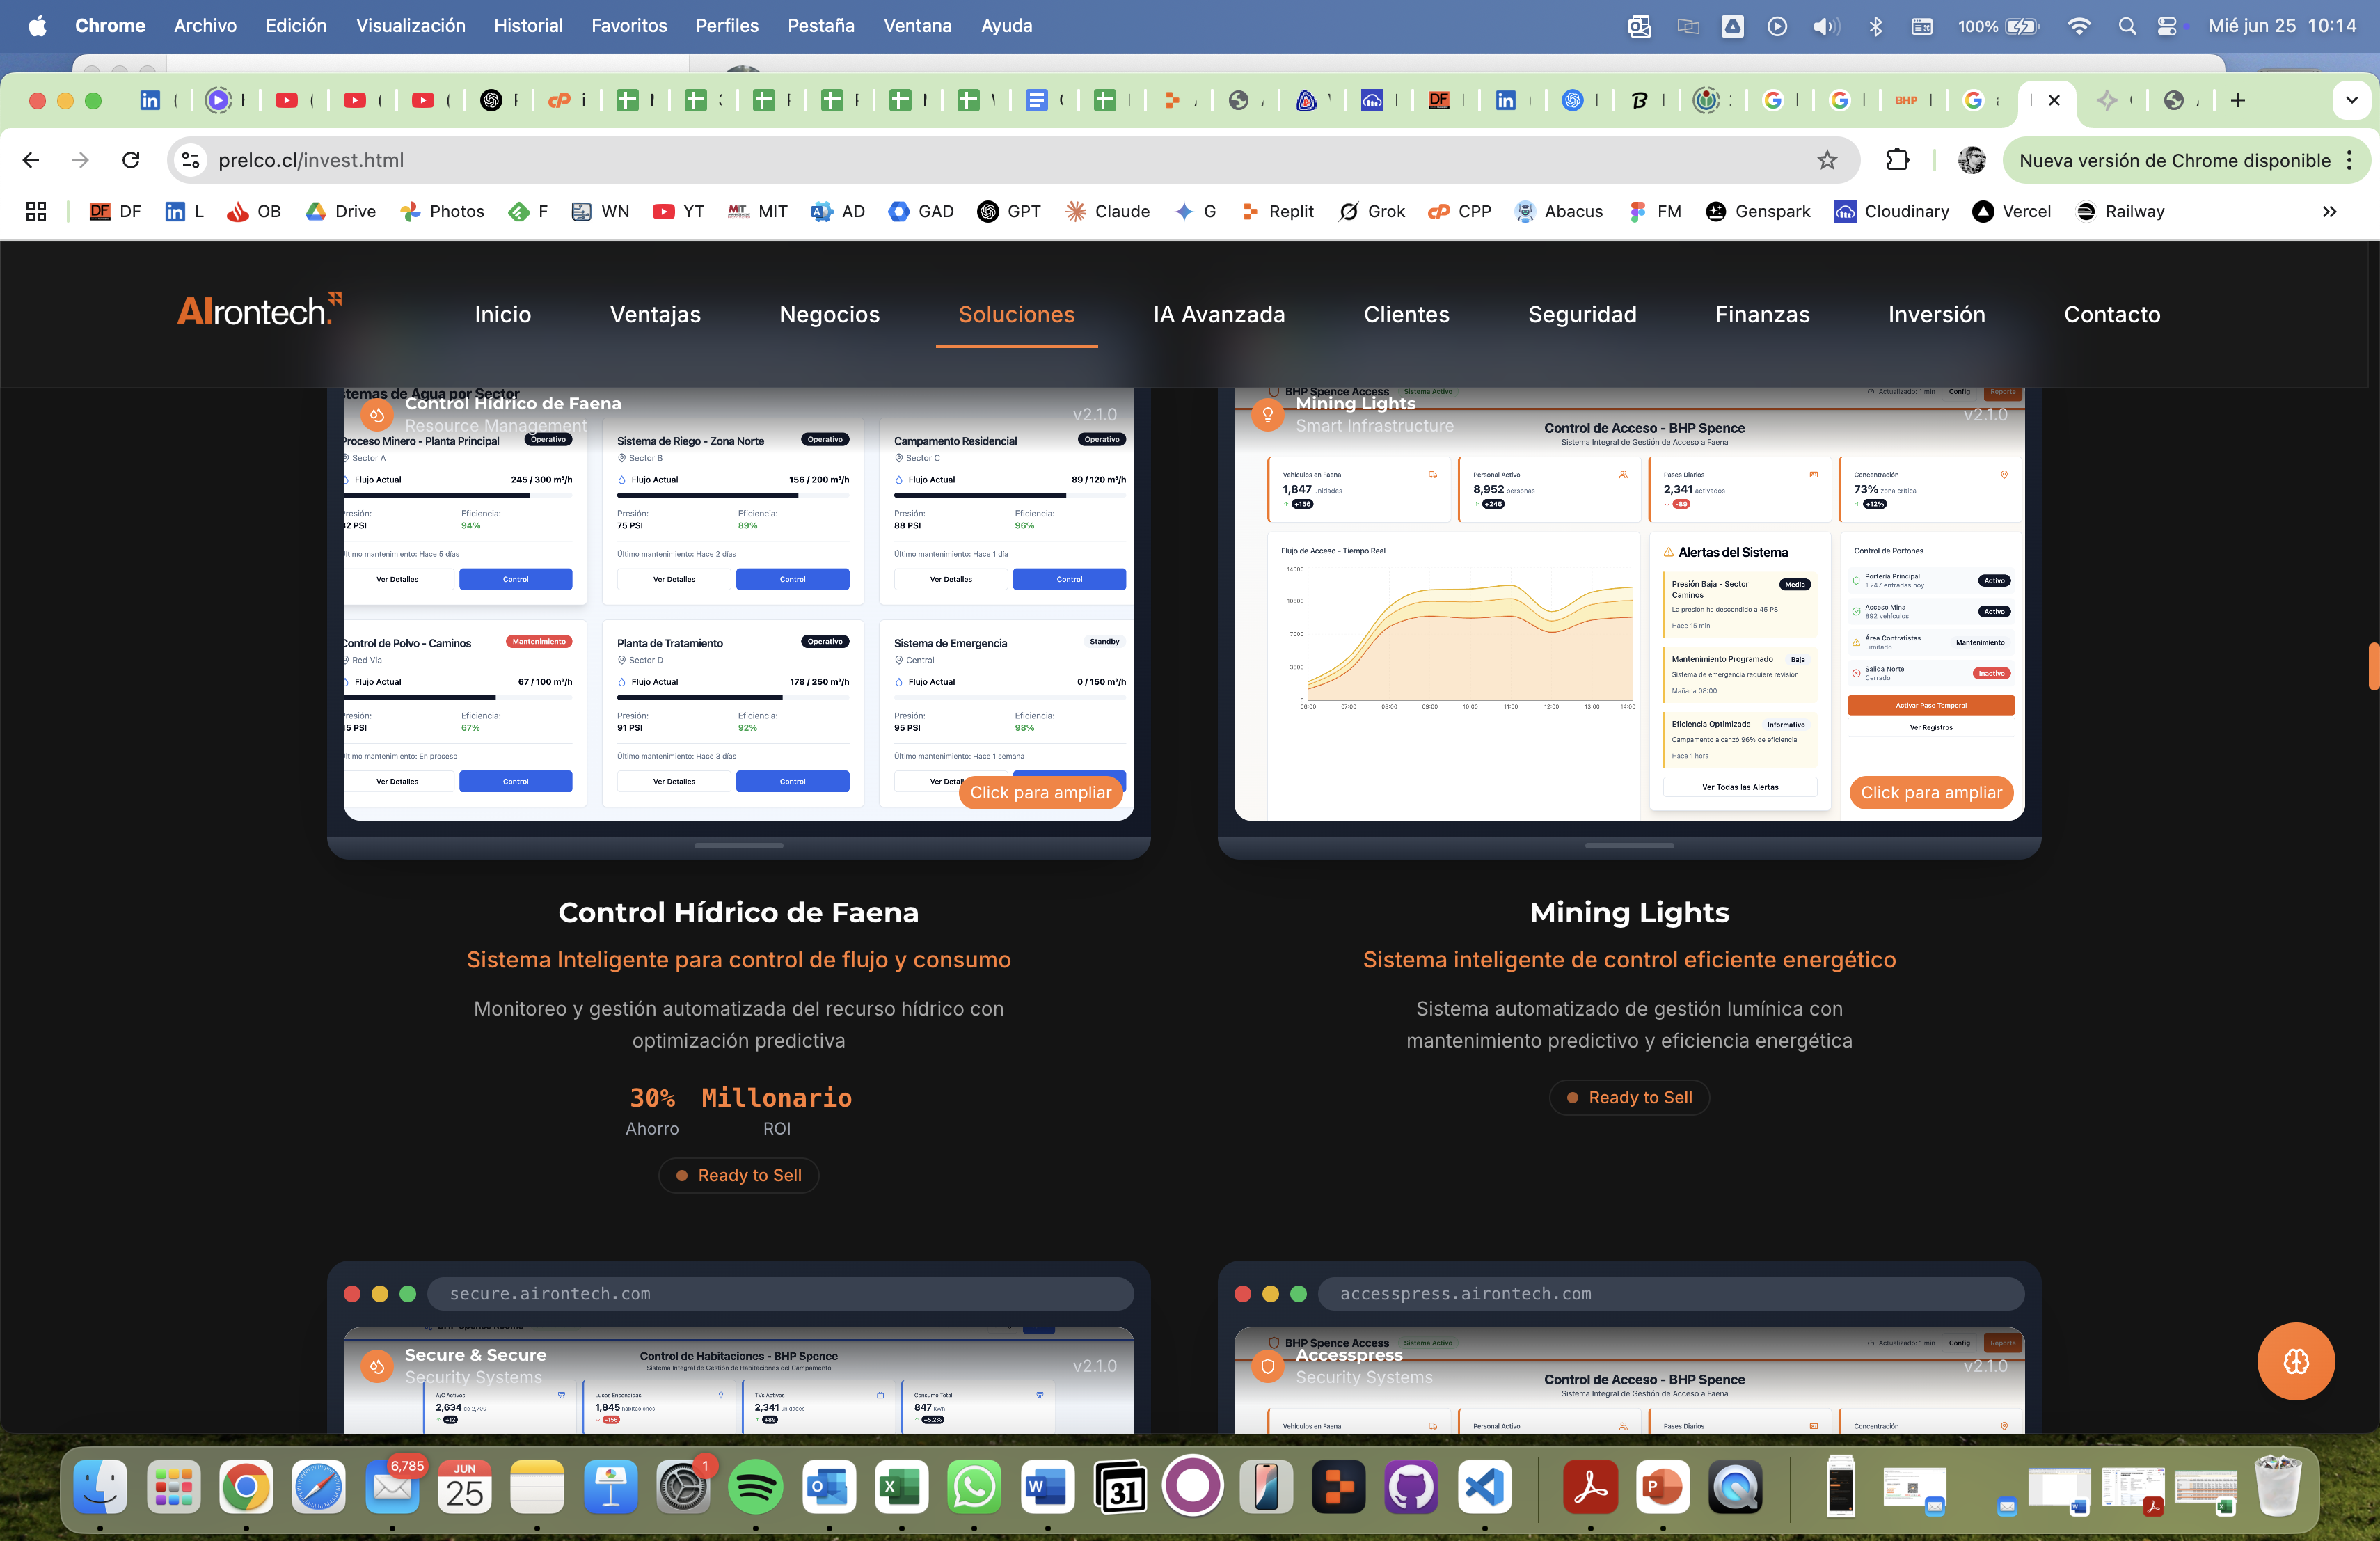 Chrome Archivo Edición Visualización Historial Favoritos Perfiles Pestaña Ventana Ayuda 100% Mié jun 25 10:14
prelco.cl/invest.html
Nueva versión de Chrome disponible
DF L OB Drive Photos F WN YT MIT AD GAD GPT Claude G Replit Grok CPP Abacus FM Genspark Cloudinary Vercel Railway
AIrontech.
Inicio Ventajas Negocios Soluciones IA Avanzada Clientes Seguridad Finanzas Inversión Contacto
Control Hídrico de Faena
Resource Management
v2.1.0
Proceso Minero - Planta Principal Operativo
Sector A
Flujo Actual 245 / 300 m³/h
Eficiencia:
94%
Último mantenimiento: Hace 5 días
Ver Detalles Control
Sistema de Riego - Zona Norte Operativo
Sector B
Flujo Actual 156 / 200 m³/h
Presión: Eficiencia:
75 PSI 89%
Último mantenimiento: Hace 2 días
Ver Detalles Control
Campamento Residencial Operativo
Sector C
Flujo Actual 89 / 120 m³/h
Presión: Eficiencia:
88 PSI 96%
Último mantenimiento: Hace 1 día
Ver Detalles Control
Control de Polvo - Caminos Mantenimiento
Red Vial
Flujo Actual 67 / 100 m³/h
Eficiencia:
67%
Último mantenimiento: En proceso
Ver Detalles Control
Planta de Tratamiento Operativo
Sector D
Flujo Actual 178 / 250 m³/h
Presión: Eficiencia:
91 PSI 92%
Último mantenimiento: Hace 3 días
Ver Detalles Control
Sistema de Emergencia Standby
Central
Flujo Actual 0 / 150 m³/h
Presión: Eficiencia:
95 PSI 98%
Último mantenimiento: Hace 1 semana
Click para ampliar
BHP Spence Access Sistema Activo Actualizado: 1 min Config Reporte
Mining Lights
Smart Infrastructure
v2.1.0
Control de Acceso - BHP Spence
Sistema Integral de Gestión de Acceso a Faena
Vehículos en Faena
1,847 unidades
+156
Personal Activo
8,952 personas
+245
Pases Diarios
2,341 activados
-89
Concentración
73% zona crítica
+12%
Flujo de Acceso - Tiempo Real
14000
10500
7000
3500
0
06:00 07:00 08:00 09:00 10:00 11:00 12:00 13:00 14:00
Alertas del Sistema
Presión Baja - Sector Caminos Media
La presión ha descendido a 45 PSI
Hace 15 min
Mantenimiento Programado Baja
Sistema de emergencia requiere revisión
Mañana 08:00
Eficiencia Optimizada Informativo
Campamento alcanzó 96% de eficiencia
Hace 1 hora
Ver Todas las Alertas
Control de Portones
Portería Principal
1,247 entradas hoy
Activo
Acceso Mina
892 vehículos
Activo
Área Contratistas
Limitado
Mantenimiento
Salida Norte
Cerrado
Inactivo
Activar Pase Temporal
Ver Registros
Click para ampliar
Control Hídrico de Faena
Sistema Inteligente para control de flujo y consumo
Monitoreo y gestión automatizada del recurso hídrico con
optimización predictiva
30% Millonario
Ahorro ROI
Ready to Sell
Mining Lights
Sistema inteligente de control eficiente energético
Sistema automatizado de gestión lumínica con
mantenimiento predictivo y eficiencia energética
Ready to Sell
secure.airontech.com
Secure & Secure
Security Systems
v2.1.0
Control de Habitaciones - BHP Spence
Sistema Integral de Gestión de Habitaciones del Campamento
A/C Activos
2,634 de 2,700
+12
Luces Encendidas
1,845 habitaciones
-156
TVs Activos
2,341 unidades
+89
Consumo Total
847 kWh
+5.2%
accesspress.airontech.com
BHP Spence Access Sistema Activo Actualizado: 1 min Config Reporte
Accesspress
Security Systems
v2.1.0
Control de Acceso - BHP Spence
Sistema Integral de Gestión de Acceso a Faena
Vehículos en Faena Personal Activo Pases Diarios Concentración
6,785
JUN
25
1
31